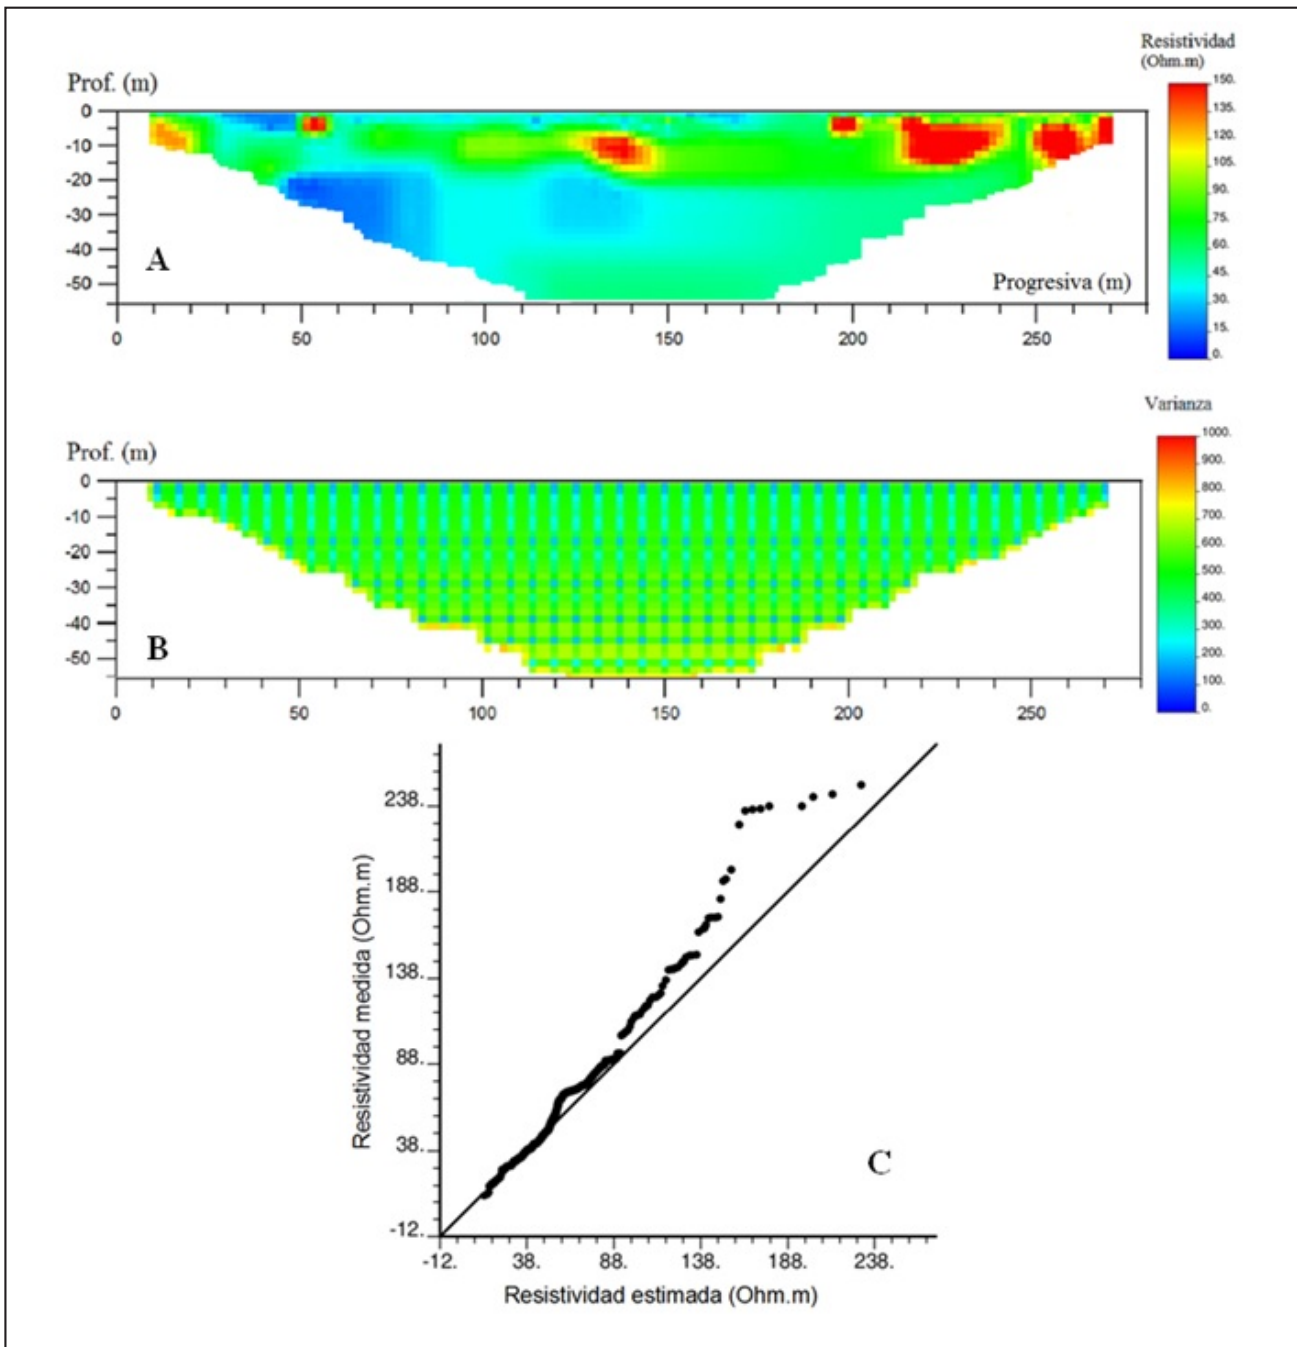 Resistividad
(Ohm.m)
Prof. (m)
150.
135.
120.
105.
90.
75.
60.
45.
30.
15.
0.
0
-10
-20
-30
-40
-50
A
Progresiva (m)
0 50 100 150 200 250
Varianza
Prof. (m)
1000.
900.
800.
700.
600.
500.
400.
300.
200.
100.
0.
0
-10
-20
-30
-40
-50
B
0 50 100 150 200 250
238.
188.
138.
88.
38.
-12.
Resistividad medida (Ohm.m)
C
-12. 38. 88. 138. 188. 238.
Resistividad estimada (Ohm.m)